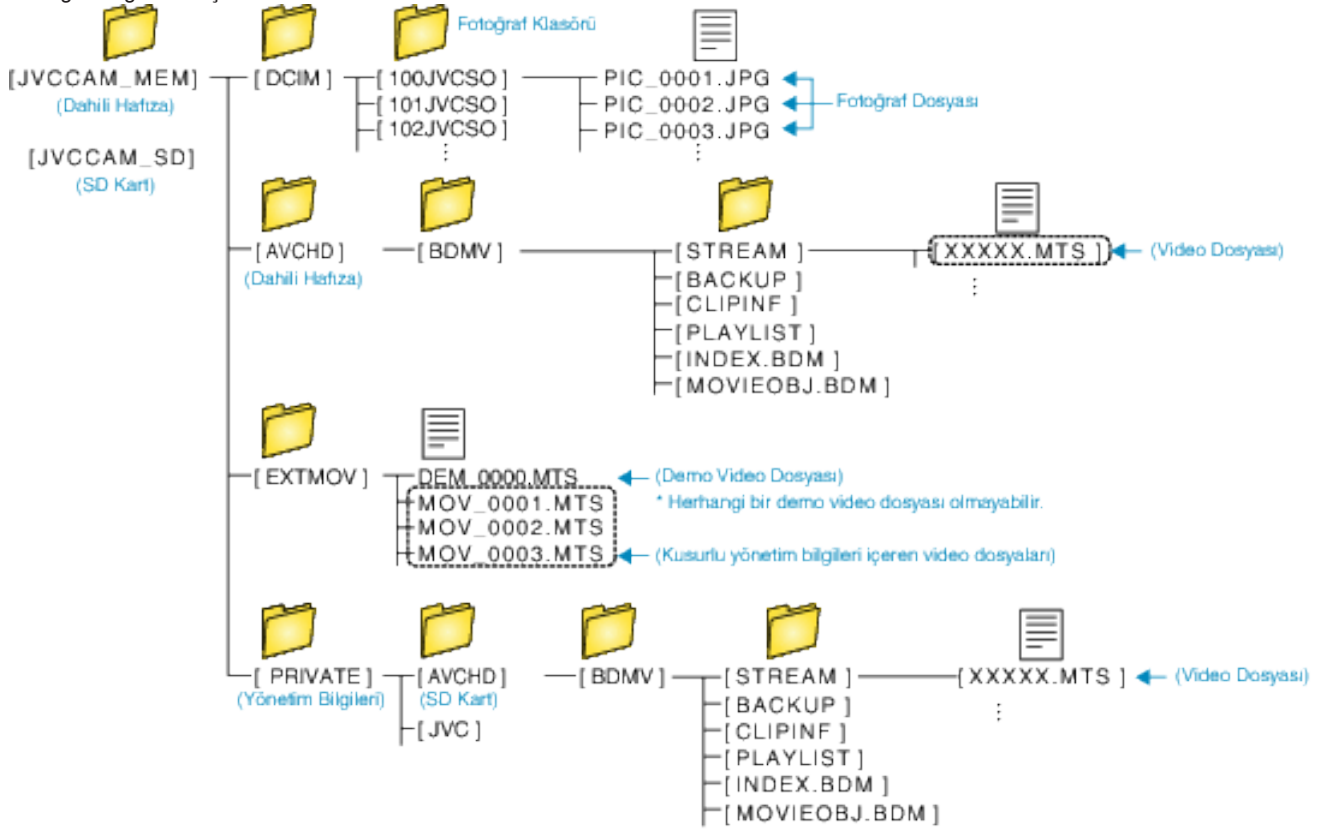 Fotoğraf Klasörü
[JVCCAM_MEM] [DCIM] [100JVCSO] PIC_0001.JPG
(Dahili Hafıza) [101JVCSO] PIC_0002.JPG Fotoğraf Dosyası
[102JVCSO] PIC_0003.JPG
[JVCCAM_SD]
(SD Kart)
[AVCHD] [BDMV] [STREAM] [XXXXX.MTS] (Video Dosyası)
(Dahili Hafıza) [BACKUP]
[CLIPINF]
[PLAYLIST]
[INDEX.BDM]
[MOVIEOBJ.BDM]
[EXTMOV] DEM_0000.MTS (Demo Video Dosyası)
MOV_0001.MTS * Herhangi bir demo video dosyası olmayabilir.
MOV_0002.MTS
MOV_0003.MTS (Kusurlu yönetim bilgileri içeren video dosyaları)
[PRIVATE] [AVCHD] [BDMV] [STREAM] [XXXXX.MTS] (Video Dosyası)
(Yönetim Bilgileri) (SD Kart) [BACKUP]
[JVC] [CLIPINF]
[PLAYLIST]
[INDEX.BDM]
[MOVIEOBJ.BDM]